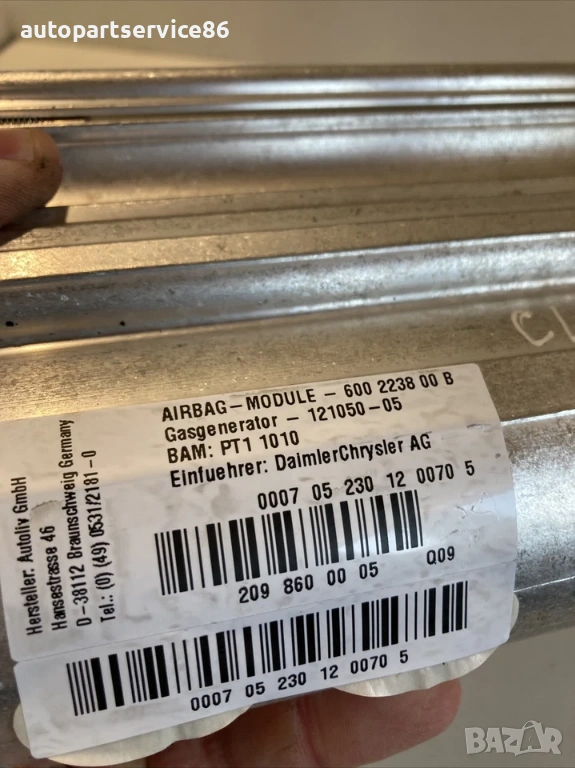 autopartservice86
CL
AIRBAG-MODULE - 600 2238 00 B
Gasgenerator - 121050-05
BAM: PT1 1010
Einfuehrer: DaimlerChrysler AG
0007 05 230 12 0070 5
209 860 00 05 Q09
0007 05 230 12 0070 5
Hersteller: Autoliv GmbH
Hansestrasse 46
D-38112 Braunschweig Germany
Tel.: (0) (49) 0531/2181-0
BAZAR